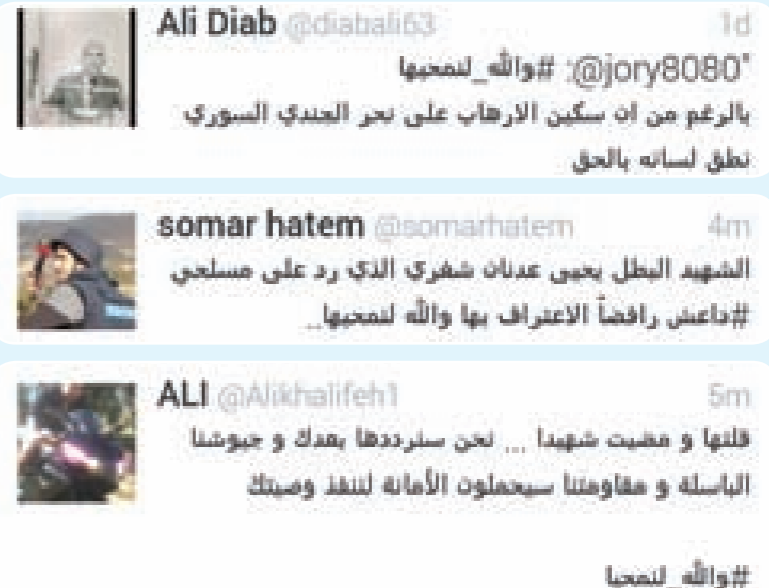 Ali Diab @diabali63 1d
"@jory8080: #والله_لنمحيها
بالرغم من ان سكين الارهاب على نحر الجندي السوري
نطق لسانه بالحق
somar hatem @somarhatem 4m
الشهيد البطل يحيى عدنان شغري الذي رد على مسلحي
#داعش رافضاً الاعتراف بها والله لنمحيها..
ALI @Alikhalifeh1 5m
قلتها و مضيت شهيدا ... نحن سنرددها بعدك و جيوشنا
الباسلة و مقاومتنا سيحملون الأمانة لننفذ وصيتك
#والله_لنمحيا